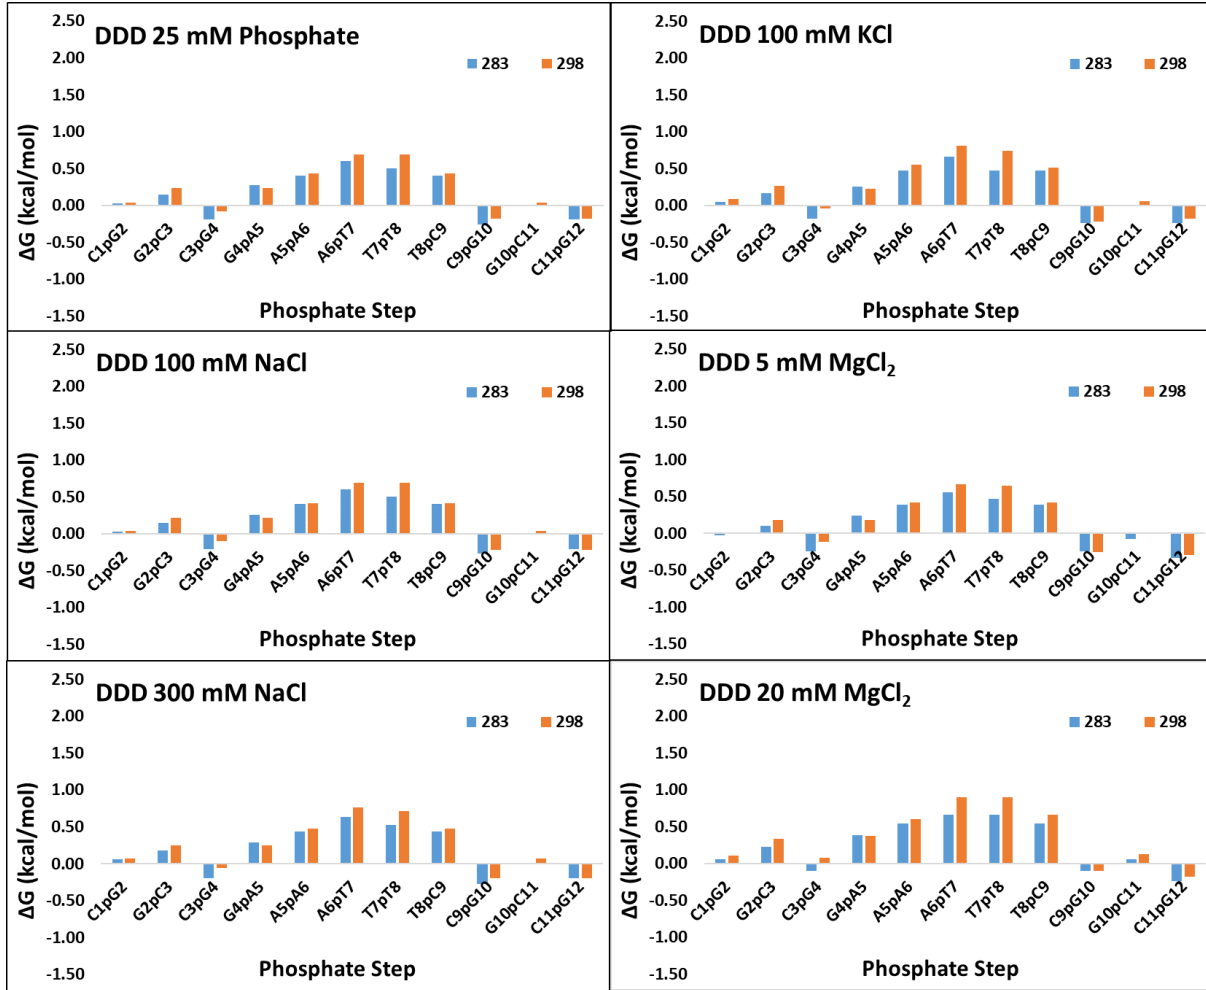 DDD 25 mM Phosphate
283 298
ΔG (kcal/mol)
2.50
2.00
1.50
1.00
0.50
0.00
-0.50
-1.00
-1.50
C1pG2 G2pC3 C3pG4 G4pA5 A5pA6 A6pT7 T7pT8 T8pC9 C9pG10 G10pC11 C11pG12
Phosphate Step
DDD 100 mM KCl
283 298
ΔG (kcal/mol)
2.50
2.00
1.50
1.00
0.50
0.00
-0.50
-1.00
-1.50
C1pG2 G2pC3 C3pG4 G4pA5 A5pA6 A6pT7 T7pT8 T8pC9 C9pG10 G10pC11 C11pG12
Phosphate Step
DDD 100 mM NaCl
283 298
ΔG (kcal/mol)
2.50
2.00
1.50
1.00
0.50
0.00
-0.50
-1.00
-1.50
C1pG2 G2pC3 C3pG4 G4pA5 A5pA6 A6pT7 T7pT8 T8pC9 C9pG10 G10pC11 C11pG12
Phosphate Step
DDD 5 mM MgCl₂
283 298
ΔG (kcal/mol)
2.50
2.00
1.50
1.00
0.50
0.00
-0.50
-1.00
-1.50
C1pG2 G2pC3 C3pG4 G4pA5 A5pA6 A6pT7 T7pT8 T8pC9 C9pG10 G10pC11 C11pG12
Phosphate Step
DDD 300 mM NaCl
283 298
ΔG (kcal/mol)
2.50
2.00
1.50
1.00
0.50
0.00
-0.50
-1.00
-1.50
C1pG2 G2pC3 C3pG4 G4pA5 A5pA6 A6pT7 T7pT8 T8pC9 C9pG10 G10pC11 C11pG12
Phosphate Step
DDD 20 mM MgCl₂
283 298
ΔG (kcal/mol)
2.50
2.00
1.50
1.00
0.50
0.00
-0.50
-1.00
-1.50
C1pG2 G2pC3 C3pG4 G4pA5 A5pA6 A6pT7 T7pT8 T8pC9 C9pG10 G10pC11 C11pG12
Phosphate Step